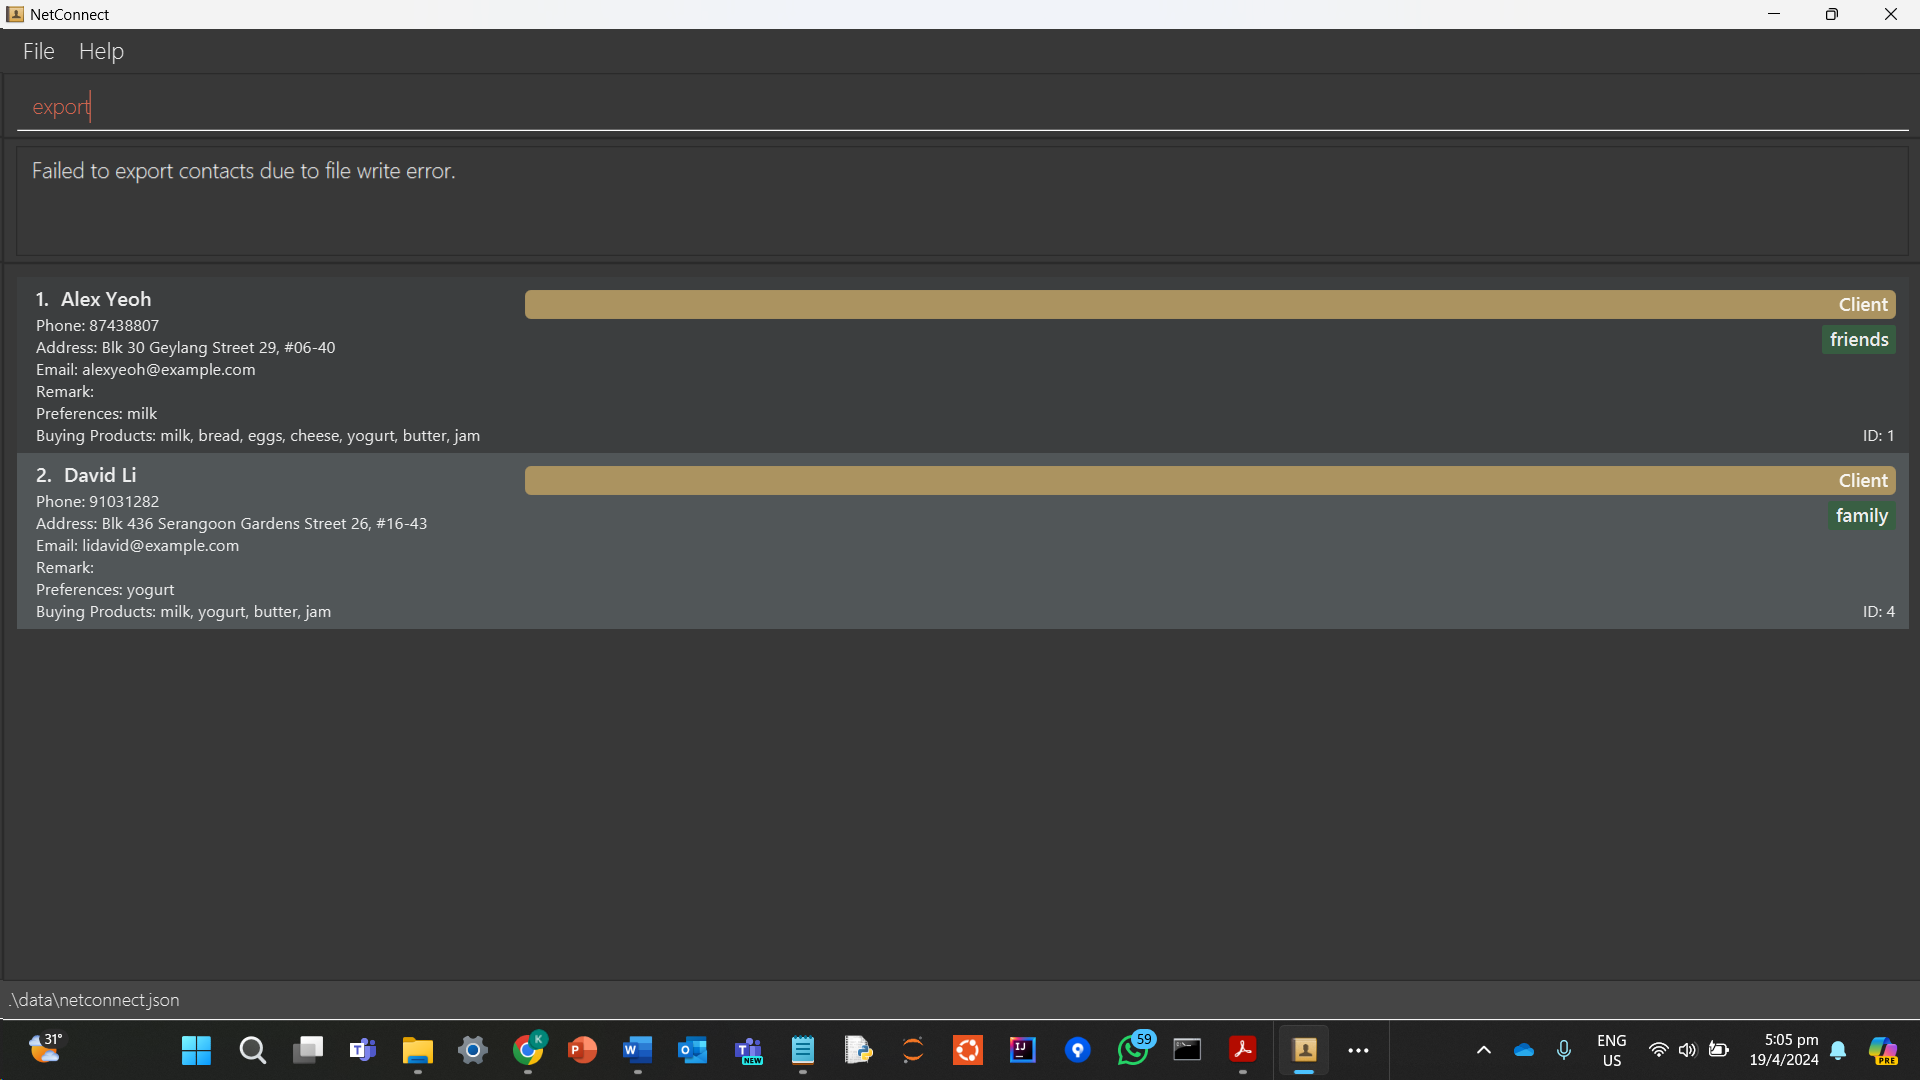 NetConnect
File Help
export
Failed to export contacts due to file write error.
1. Alex Yeoh
Client
Phone: 87438807
friends
Address: Blk 30 Geylang Street 29, #06-40
Email: alexyeoh@example.com
Remark:
Preferences: milk
Buying Products: milk, bread, eggs, cheese, yogurt, butter, jam
ID: 1
2. David Li
Client
Phone: 91031282
family
Address: Blk 436 Serangoon Gardens Street 26, #16-43
Email: lidavid@example.com
Remark:
Preferences: yogurt
Buying Products: milk, yogurt, butter, jam
ID: 4
.\data\netconnect.json
31°
T
K
P
W
O
T
NEW
IJ
59
ENG
US
5:05 pm
19/4/2024
PRE